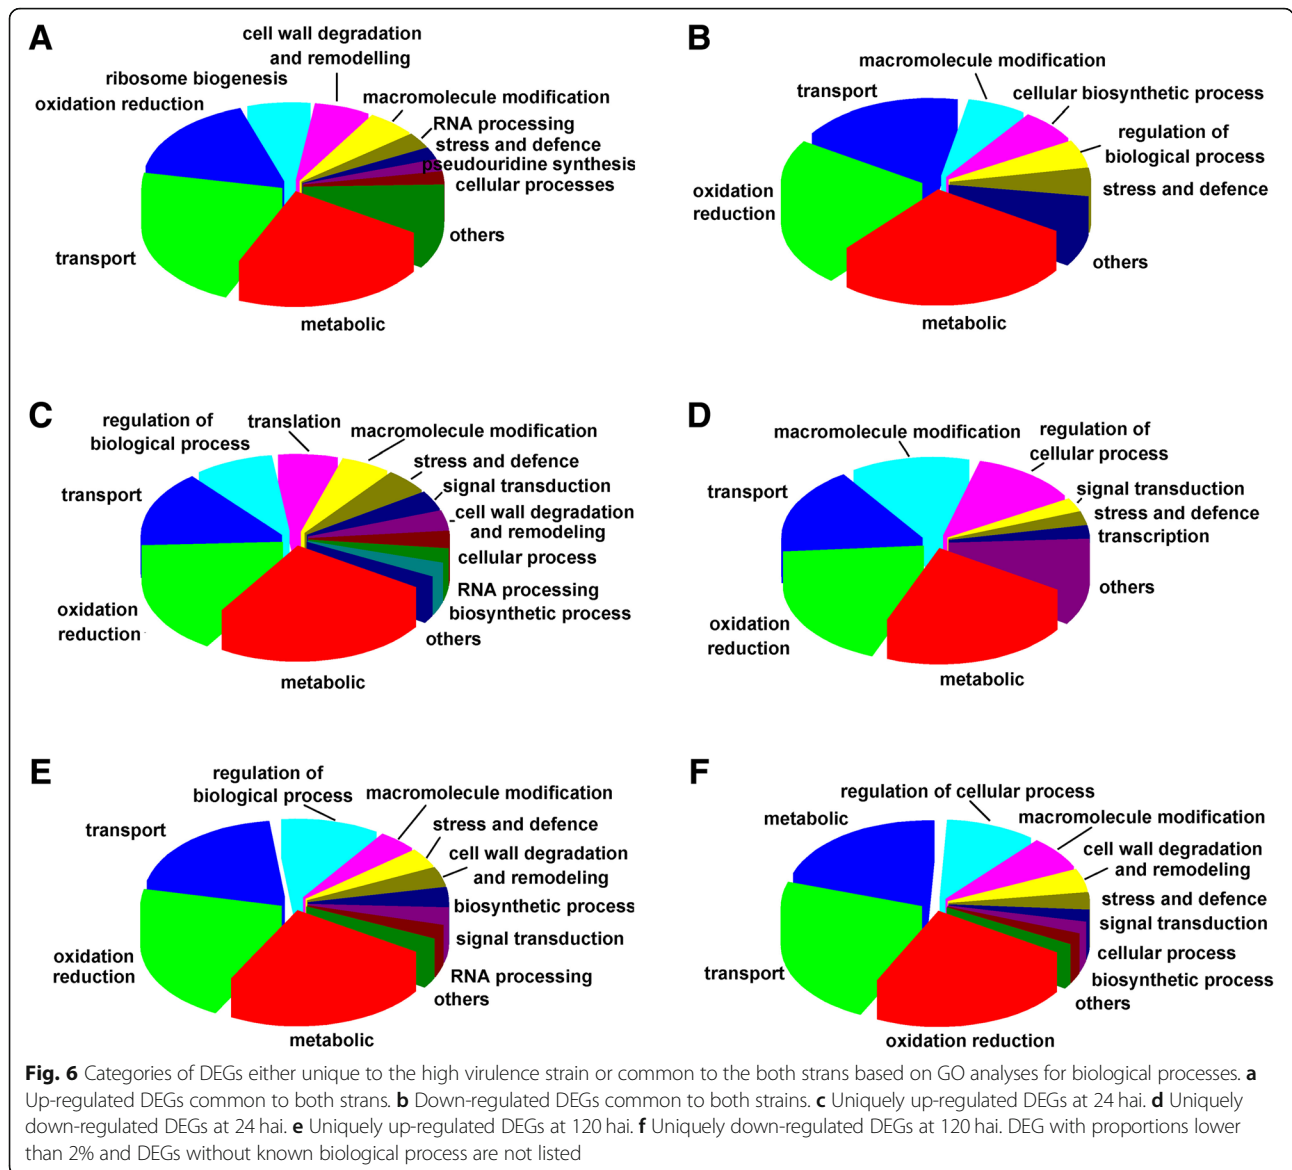 A
cell wall degradation
and remodelling
ribosome biogenesis
oxidation reduction
macromolecule modification
RNA processing
stress and defence
pseudouridine synthesis
cellular processes
others
transport
metabolic
B
macromolecule modification
transport
cellular biosynthetic process
regulation of
biological process
stress and defence
oxidation
reduction
others
metabolic
C
regulation of
biological process
translation
macromolecule modification
stress and defence
signal transduction
transport
cell wall degradation
and remodeling
cellular process
RNA processing
biosynthetic process
others
oxidation
reduction
metabolic
D
macromolecule modification
regulation of
cellular process
transport
signal transduction
stress and defence
transcription
others
oxidation
reduction
metabolic
E
regulation of
biological process
macromolecule modification
transport
stress and defence
cell wall degradation
and remodeling
biosynthetic process
signal transduction
RNA processing
others
oxidation
reduction
metabolic
F
regulation of cellular process
metabolic
macromolecule modification
cell wall degradation
and remodeling
stress and defence
signal transduction
cellular process
biosynthetic process
others
transport
oxidation reduction
Fig. 6 Categories of DEGs either unique to the high virulence strain or common to the both strans based on GO analyses for biological processes. a
Up-regulated DEGs common to both strans. b Down-regulated DEGs common to both strains. c Uniquely up-regulated DEGs at 24 hai. d Uniquely
down-regulated DEGs at 24 hai. e Uniquely up-regulated DEGs at 120 hai. f Uniquely down-regulated DEGs at 120 hai. DEG with proportions lower
than 2% and DEGs without known biological process are not listed